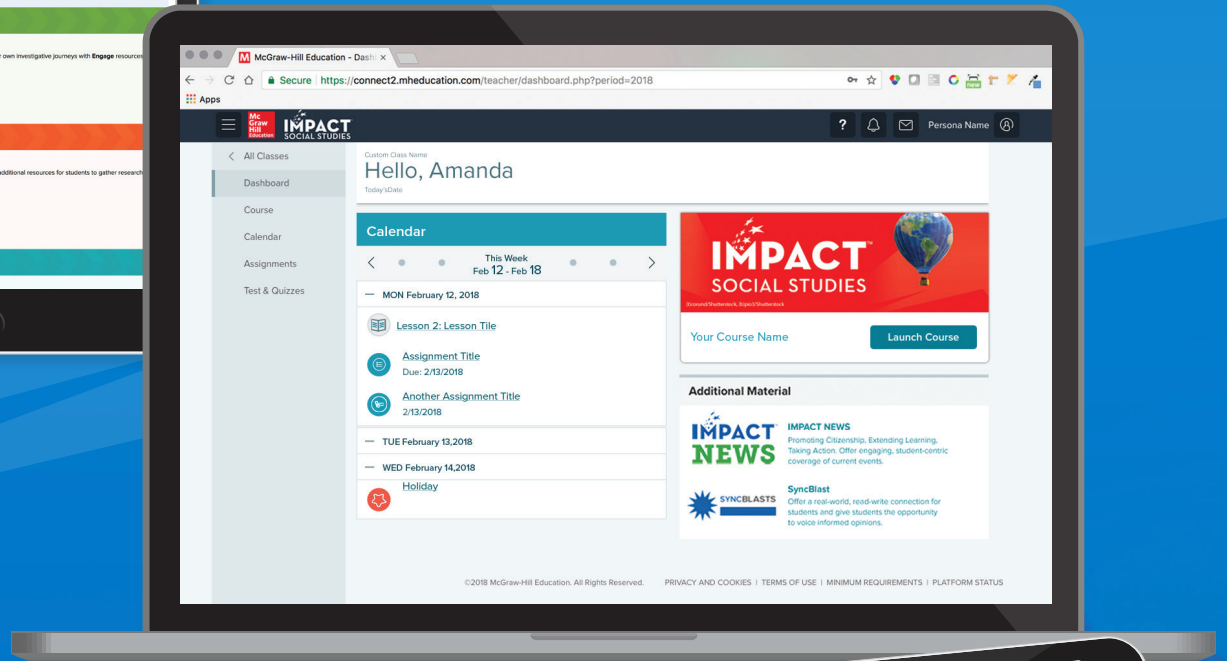 own investigative journeys with Engage resources
additional resources for students to gather research
McGraw-Hill Education - Dashl ×
Secure https://connect2.mheducation.com/teacher/dashboard.php?period=2018
new
Apps
Mc
Graw
Hill
Education
IMPACT
SOCIAL STUDIES
? Persona Name
All Classes
Dashboard
Course
Calendar
Assignments
Test & Quizzes
Custom Class Name
Hello, Amanda
Today'sDate
Calendar
This Week
Feb 12 - Feb 18
MON February 12, 2018
Lesson 2: Lesson Tile
Assignment Title
Due: 2/13/2018
Another Assignment Title
2/13/2018
TUE February 13,2018
WED February 14,2018
Holiday
IMPACT™
SOCIAL STUDIES
Your Course Name
Launch Course
Additional Material
IMPACT
NEWS
IMPACT NEWS
Promoting Citizenship, Extending Learning,
Taking Action. Offer engaging, student-centric
coverage of current events.
SYNCBLASTS
SyncBlast
Offer a real-world, read-write connection for
students and give students the opportunity
to voice informed opinions.
©2018 McGraw-Hill Education. All Rights Reserved. PRIVACY AND COOKIES | TERMS OF USE | MINIMUM REQUIREMENTS | PLATFORM STATUS